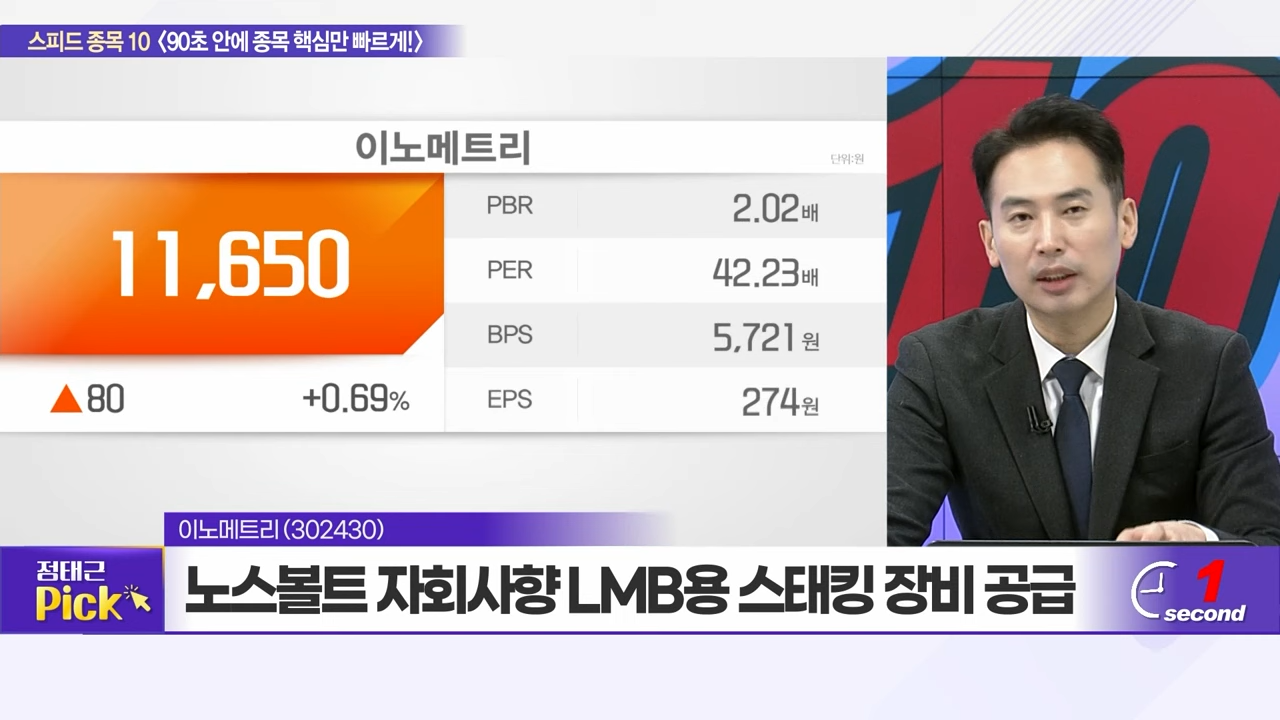 스피드 종목 10 <90초 안에 종목 핵심만 빠르게!>
이노메트리
단위:원
11,650
▲80 +0.69%
PBR 2.02배
PER 42.23배
BPS 5,721원
EPS 274원
10
이노메트리(302430)
정태근
Pick
노스볼트 자회사향 LMB용 스태킹 장비 공급
1
second